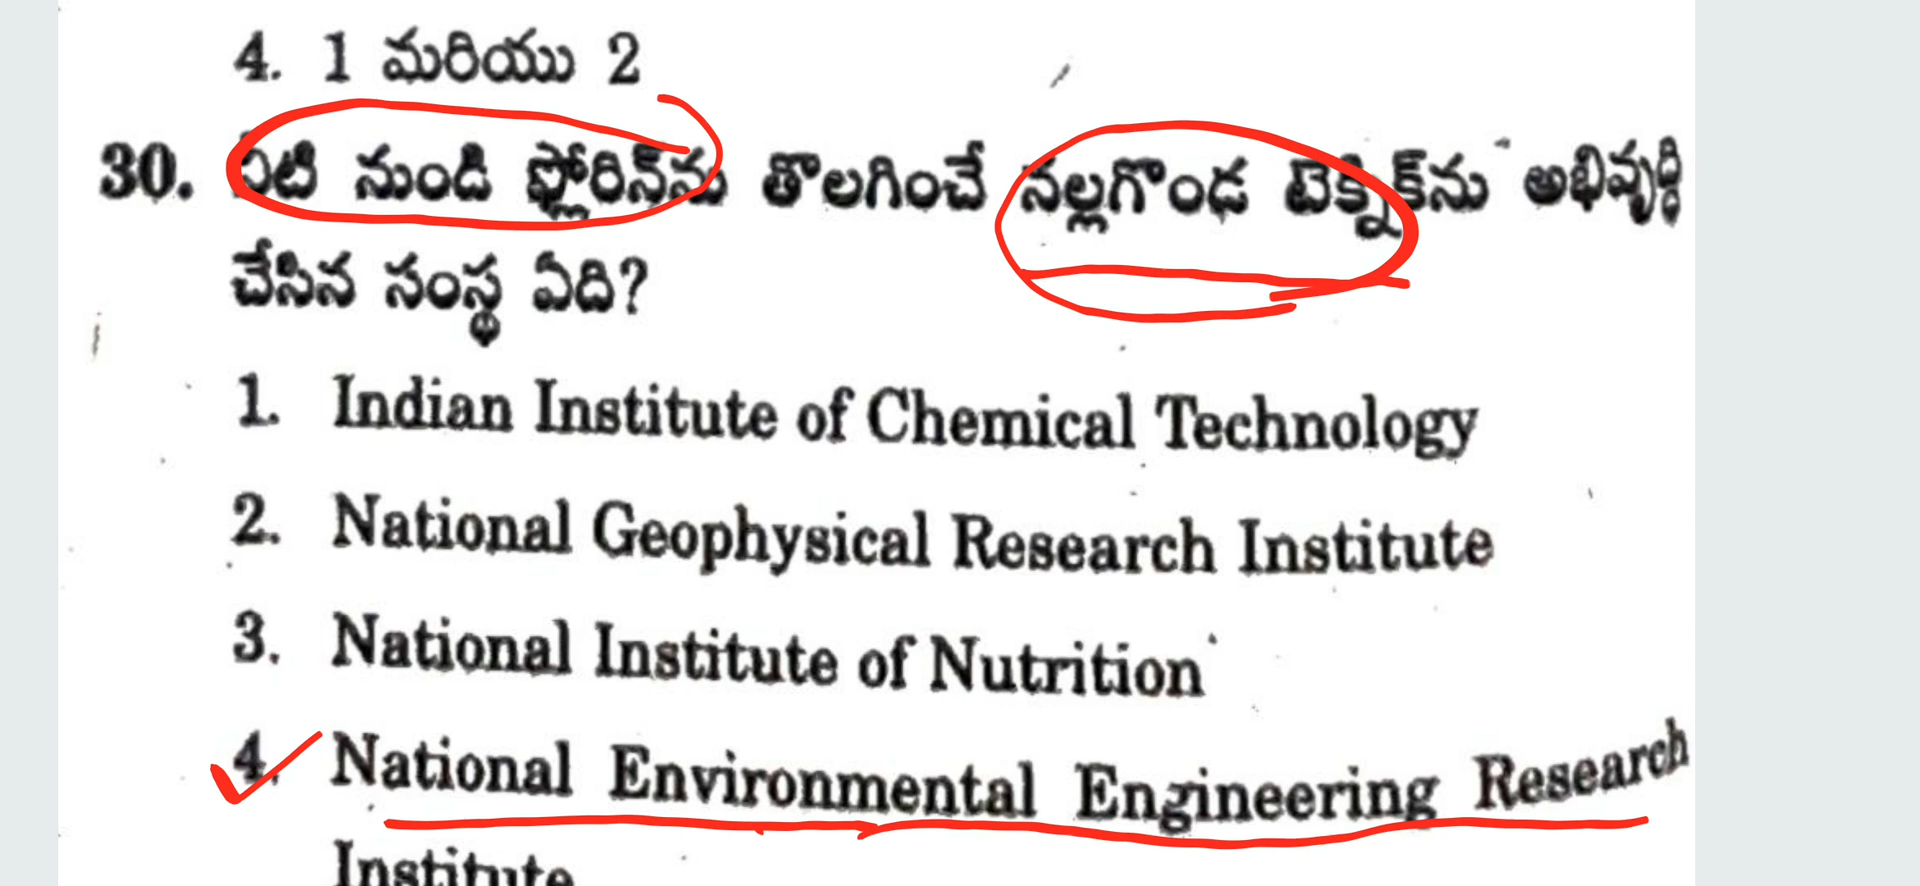 4. 1 మరియు 2
30. నీటి నుండి ఫ్లోరిన్‌ను తొలగించే నల్లగొండ టెక్నిక్‌ను అభివృద్ధి
చేసిన సంస్థ ఏది?
1. Indian Institute of Chemical Technology
2. National Geophysical Research Institute
3. National Institute of Nutrition
4. National Environmental Engineering Research
Institute